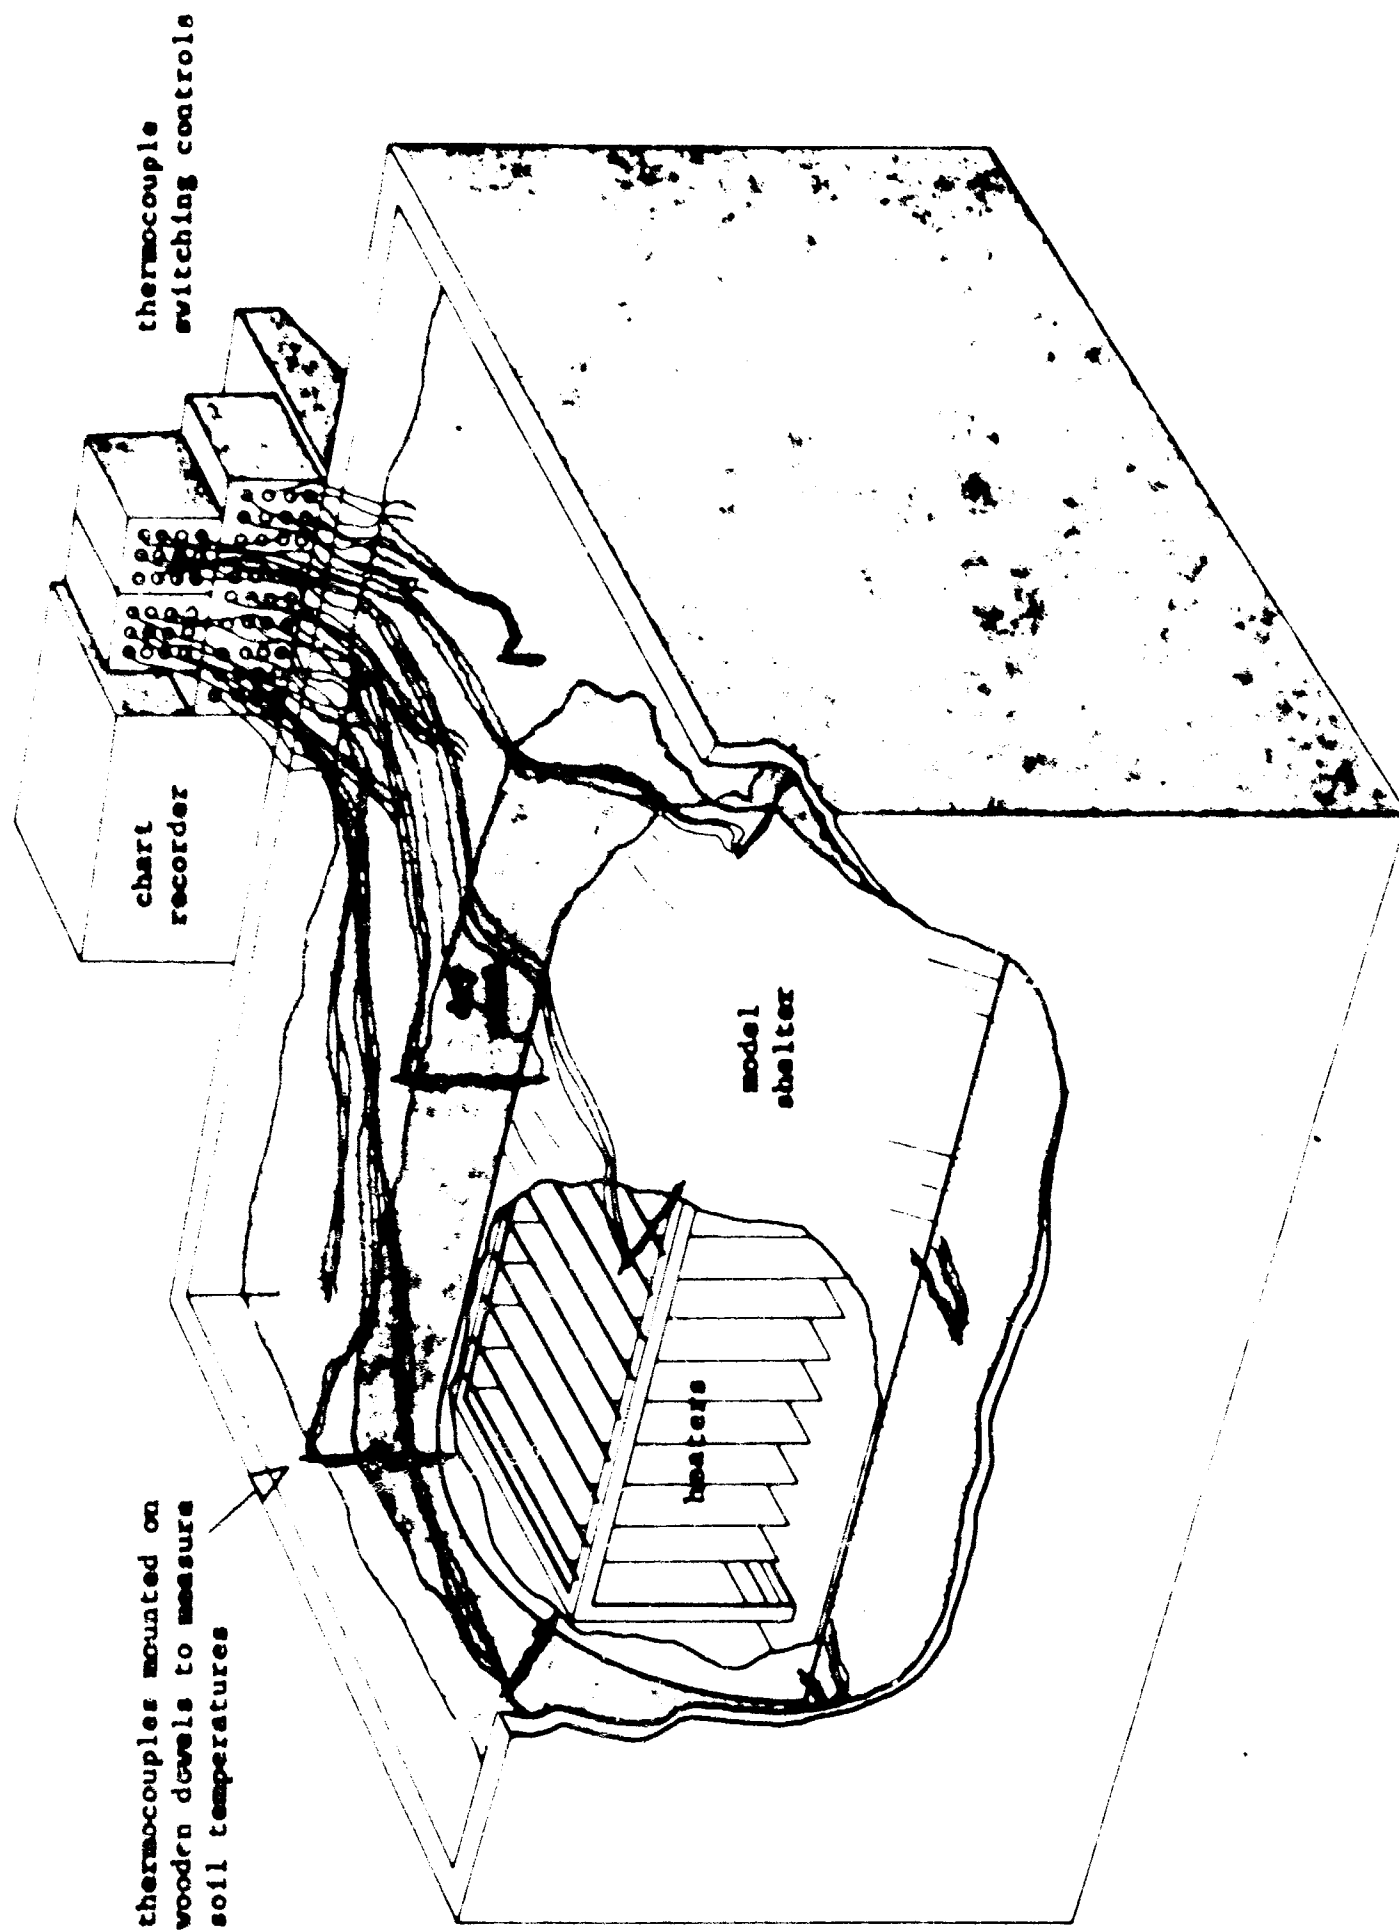 thermocouples mounted on
wooden dowels to measure
soil temperatures
chart
recorder
thermocouple
switching controls
heaters
model
shelter